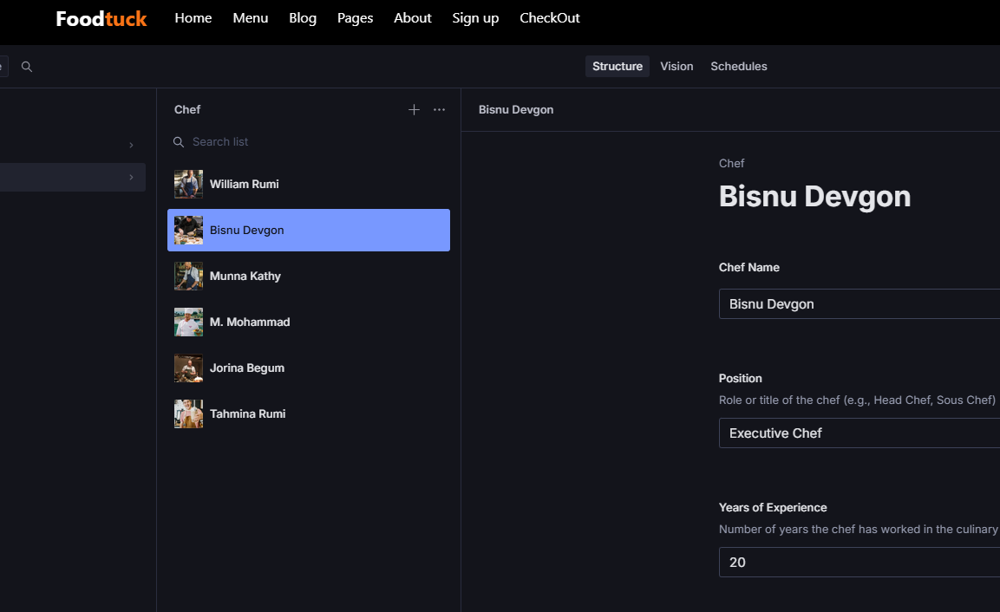 Foodtuck Home Menu Blog Pages About Sign up CheckOut
Structure Vision Schedules
Chef
Search list
William Rumi
Bisnu Devgon
Munna Kathy
M. Mohammad
Jorina Begum
Tahmina Rumi
Bisnu Devgon
Chef
Bisnu Devgon
Chef Name
Bisnu Devgon
Position
Role or title of the chef (e.g., Head Chef, Sous Chef)
Executive Chef
Years of Experience
Number of years the chef has worked in the culinary
20